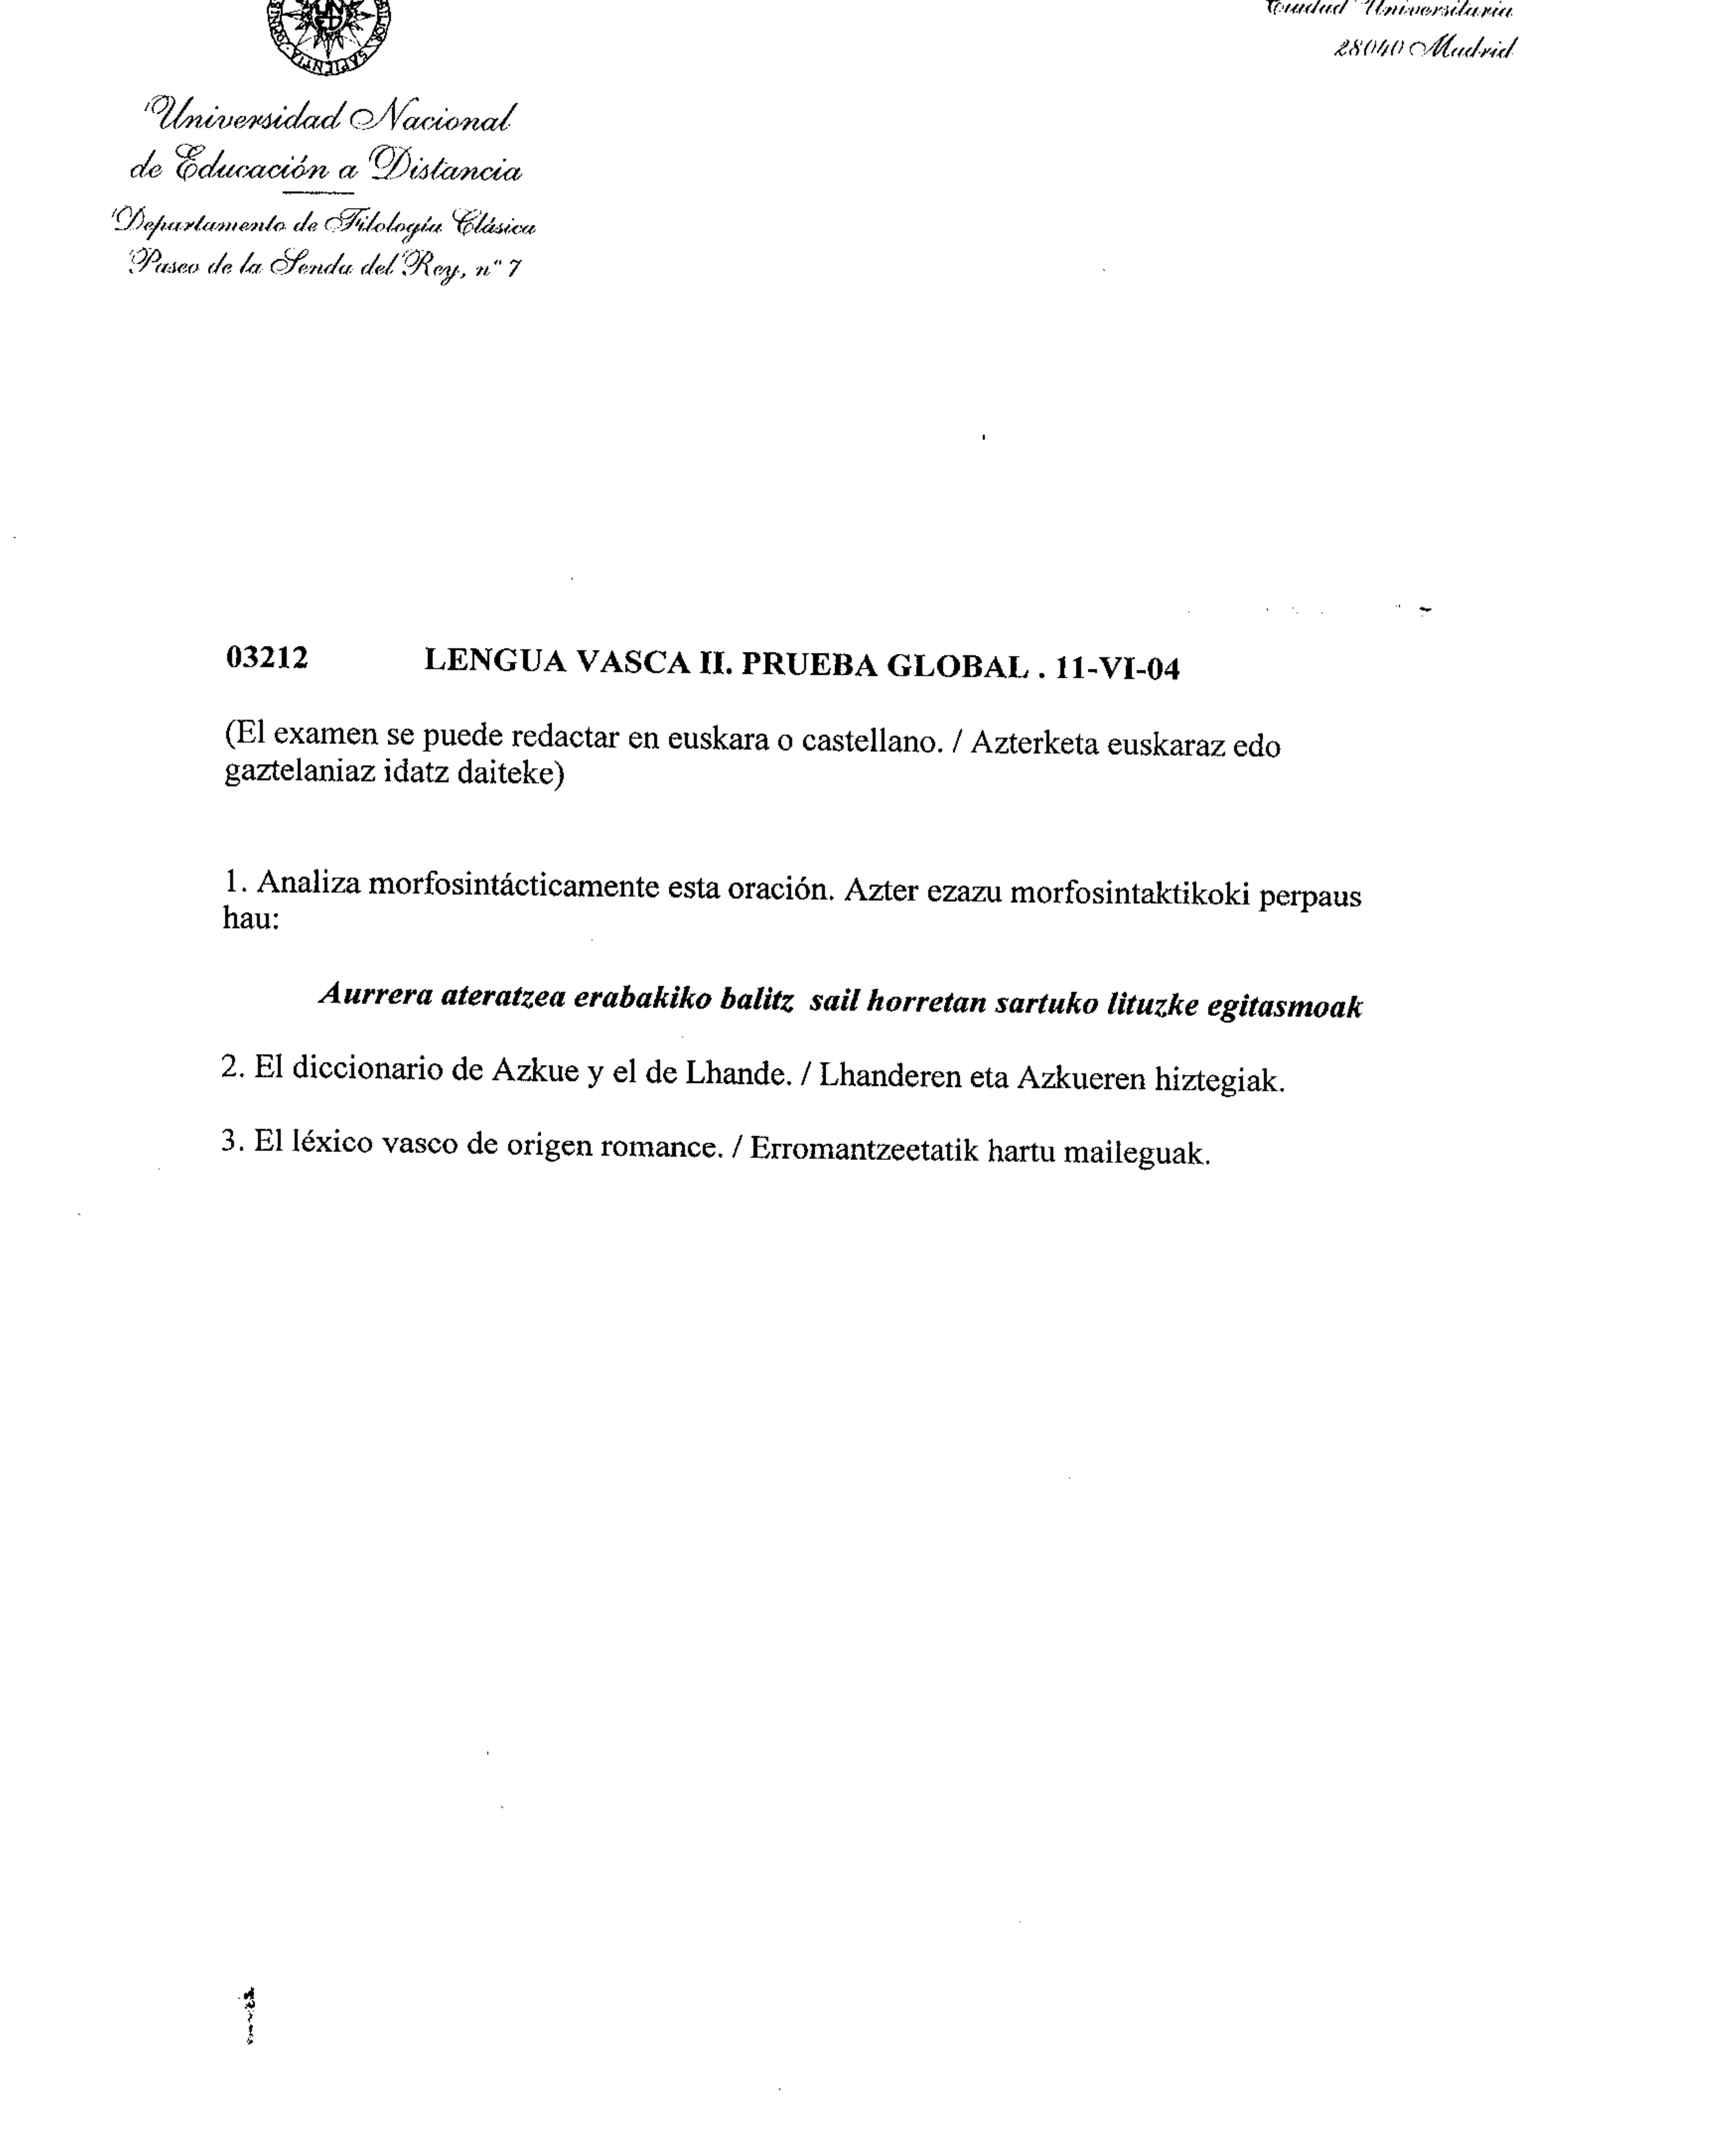 Ciudad Universitaria
28040 Madrid
Universidad Nacional
de Educación a Distancia
Departamento de Filología Clásica
Paseo de la Senda del Rey, nº 7
03212 LENGUA VASCA II. PRUEBA GLOBAL . 11-VI-04
(El examen se puede redactar en euskara o castellano. / Azterketa euskaraz edo
gaztelaniaz idatz daiteke)
1. Analiza morfosintácticamente esta oración. Azter ezazu morfosintaktikoki perpaus
hau:
Aurrera ateratzea erabakiko balitz sail horretan sartuko lituzke egitasmoak
2. El diccionario de Azkue y el de Lhande. / Lhanderen eta Azkueren hiztegiak.
3. El léxico vasco de origen romance. / Erromantzeetatik hartu maileguak.